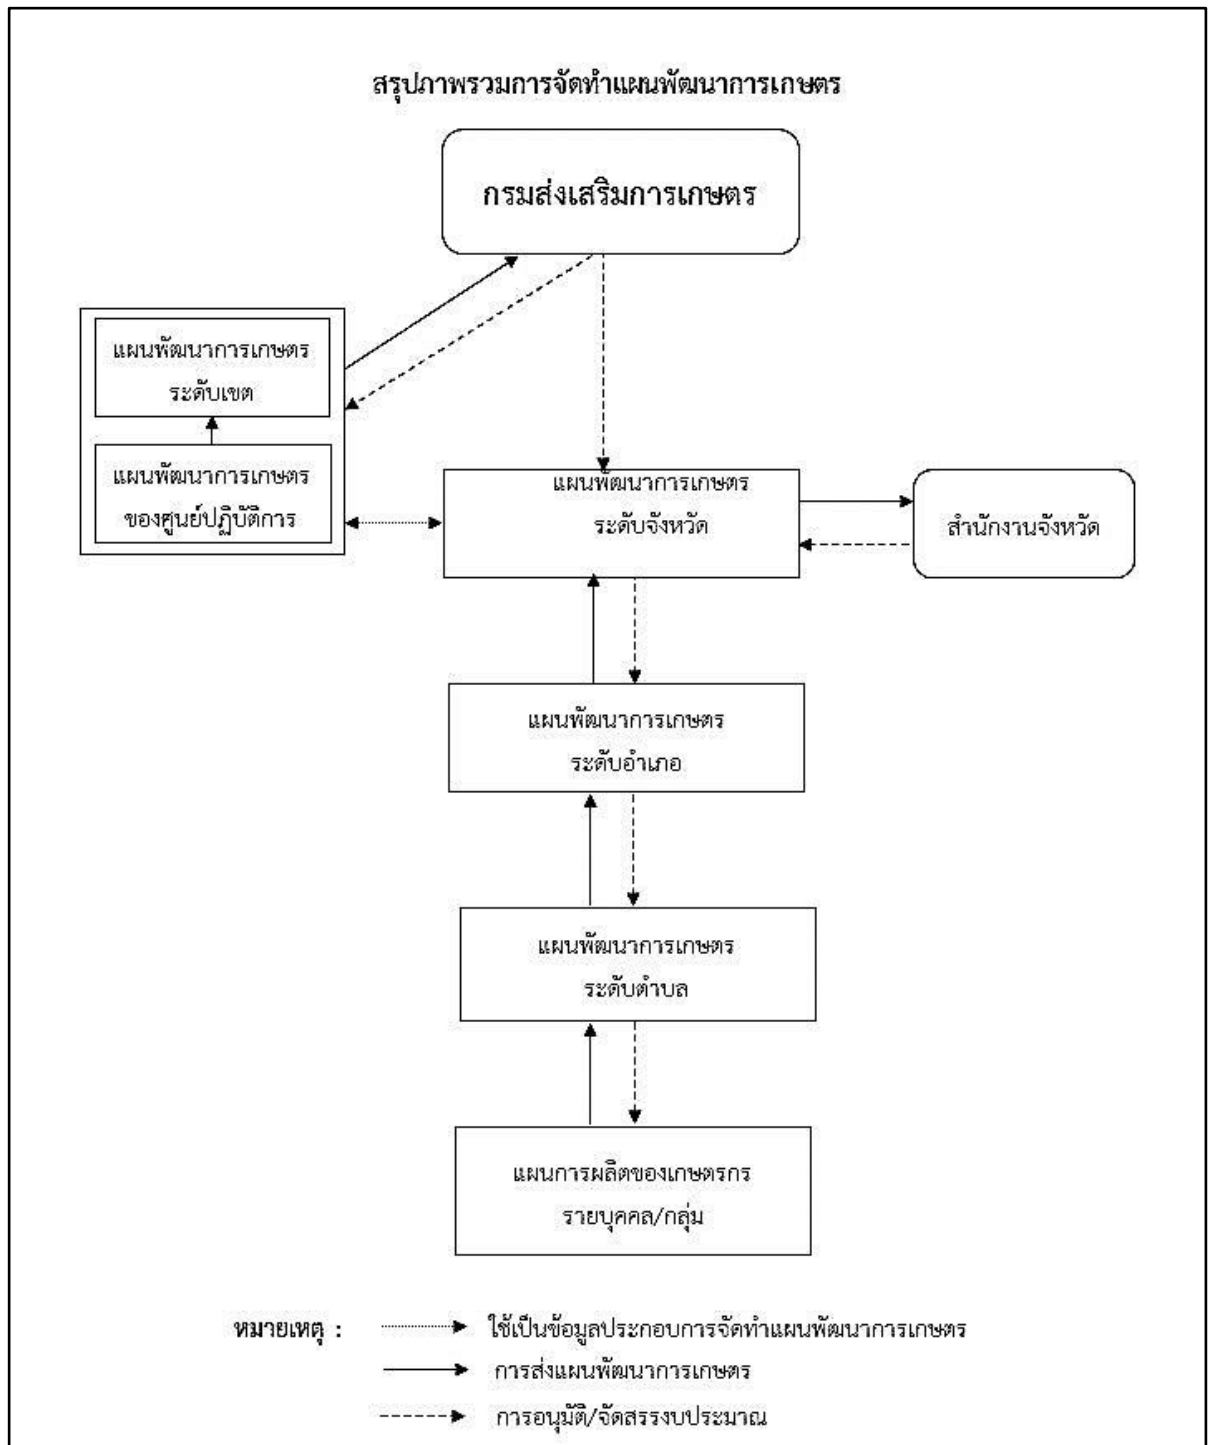 สรุปภาพรวมการจัดทำแผนพัฒนาการเกษตร
กรมส่งเสริมการเกษตร
แผนพัฒนาการเกษตร
ระดับเขต
แผนพัฒนาการเกษตร
ของศูนย์ปฏิบัติการ
แผนพัฒนาการเกษตร
ระดับจังหวัด
สำนักงานจังหวัด
แผนพัฒนาการเกษตร
ระดับอำเภอ
แผนพัฒนาการเกษตร
ระดับตำบล
แผนการผลิตของเกษตรกร
รายบุคคล/กลุ่ม
หมายเหตุ : ใช้เป็นข้อมูลประกอบการจัดทำแผนพัฒนาการเกษตร
การส่งแผนพัฒนาการเกษตร
การอนุมัติ/จัดสรรงบประมาณ